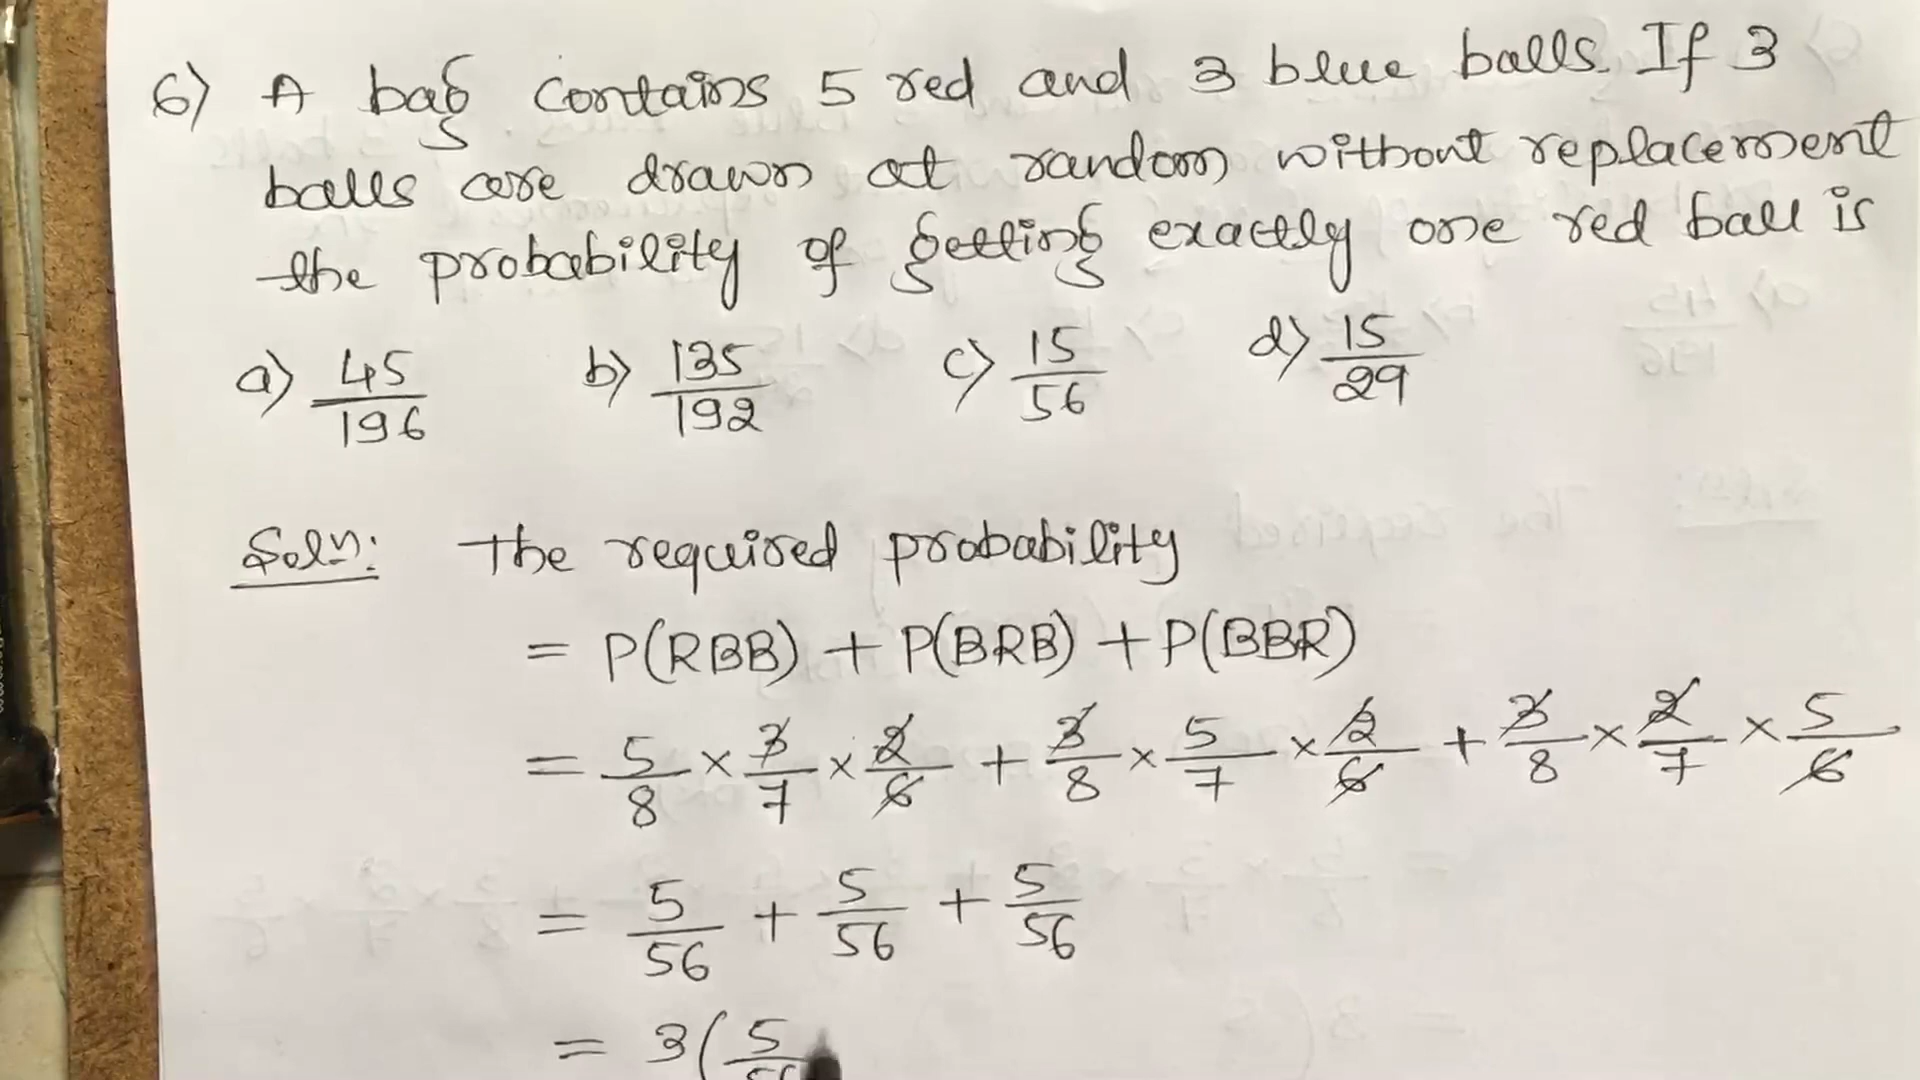 6) A bag contains 5 red and 3 blue balls. If 3
balls are drawn at random without replacement
the probability of getting exactly one red ball is
a) 45/196 b) 135/192 c) 15/56 d) 15/29
Soln: The required probability
= P(RBB) + P(BRB) + P(BBR)
= 5/8 × 3/7 × 2/6 + 3/8 × 5/7 × 2/6 + 3/8 × 2/7 × 5/6
= 5/56 + 5/56 + 5/56
= 3(5/